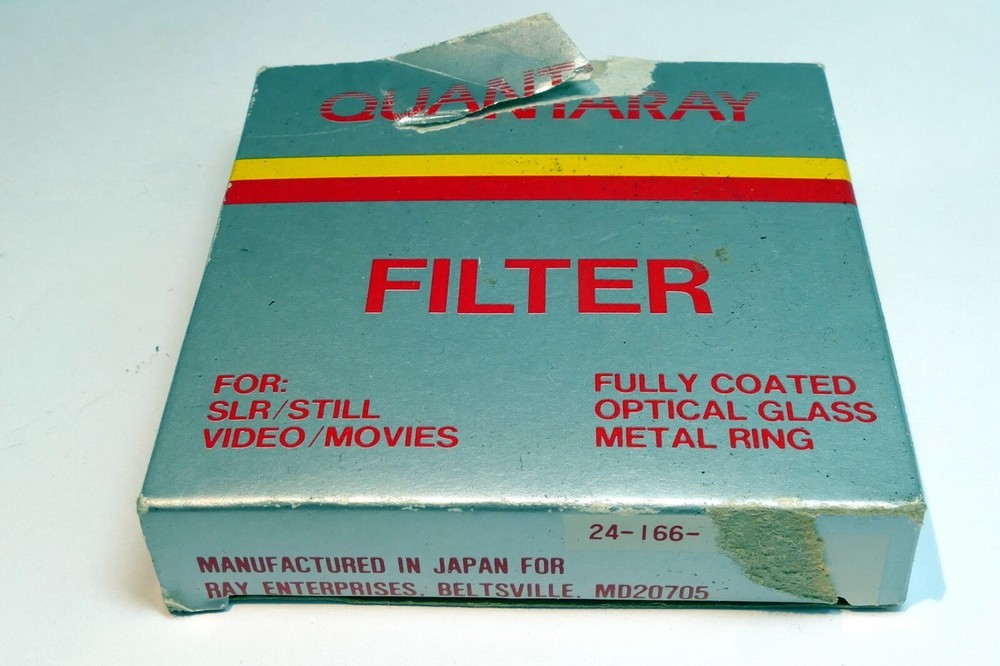 QUANTARAY
FILTER
FOR:
SLR/STILL
VIDEO/MOVIES
FULLY COATED
OPTICAL GLASS
METAL RING
24-166-
MANUFACTURED IN JAPAN FOR
RAY ENTERPRISES, BELTSVILLE, MD20705